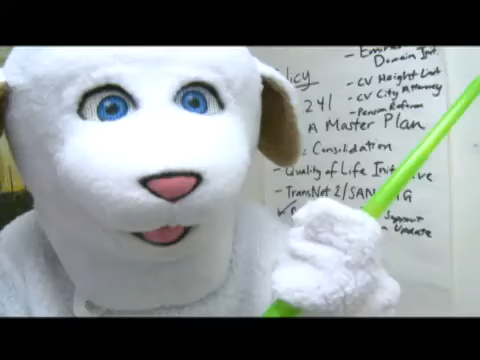 - Eminent
Domain Init.
- CV Height Limit
- CV City Attorney
- Pension Reform
licy
241
A Master Plan
Consolidation
- Quality of Life Initiative
- TransNet 2/SANDAG
Support
Update